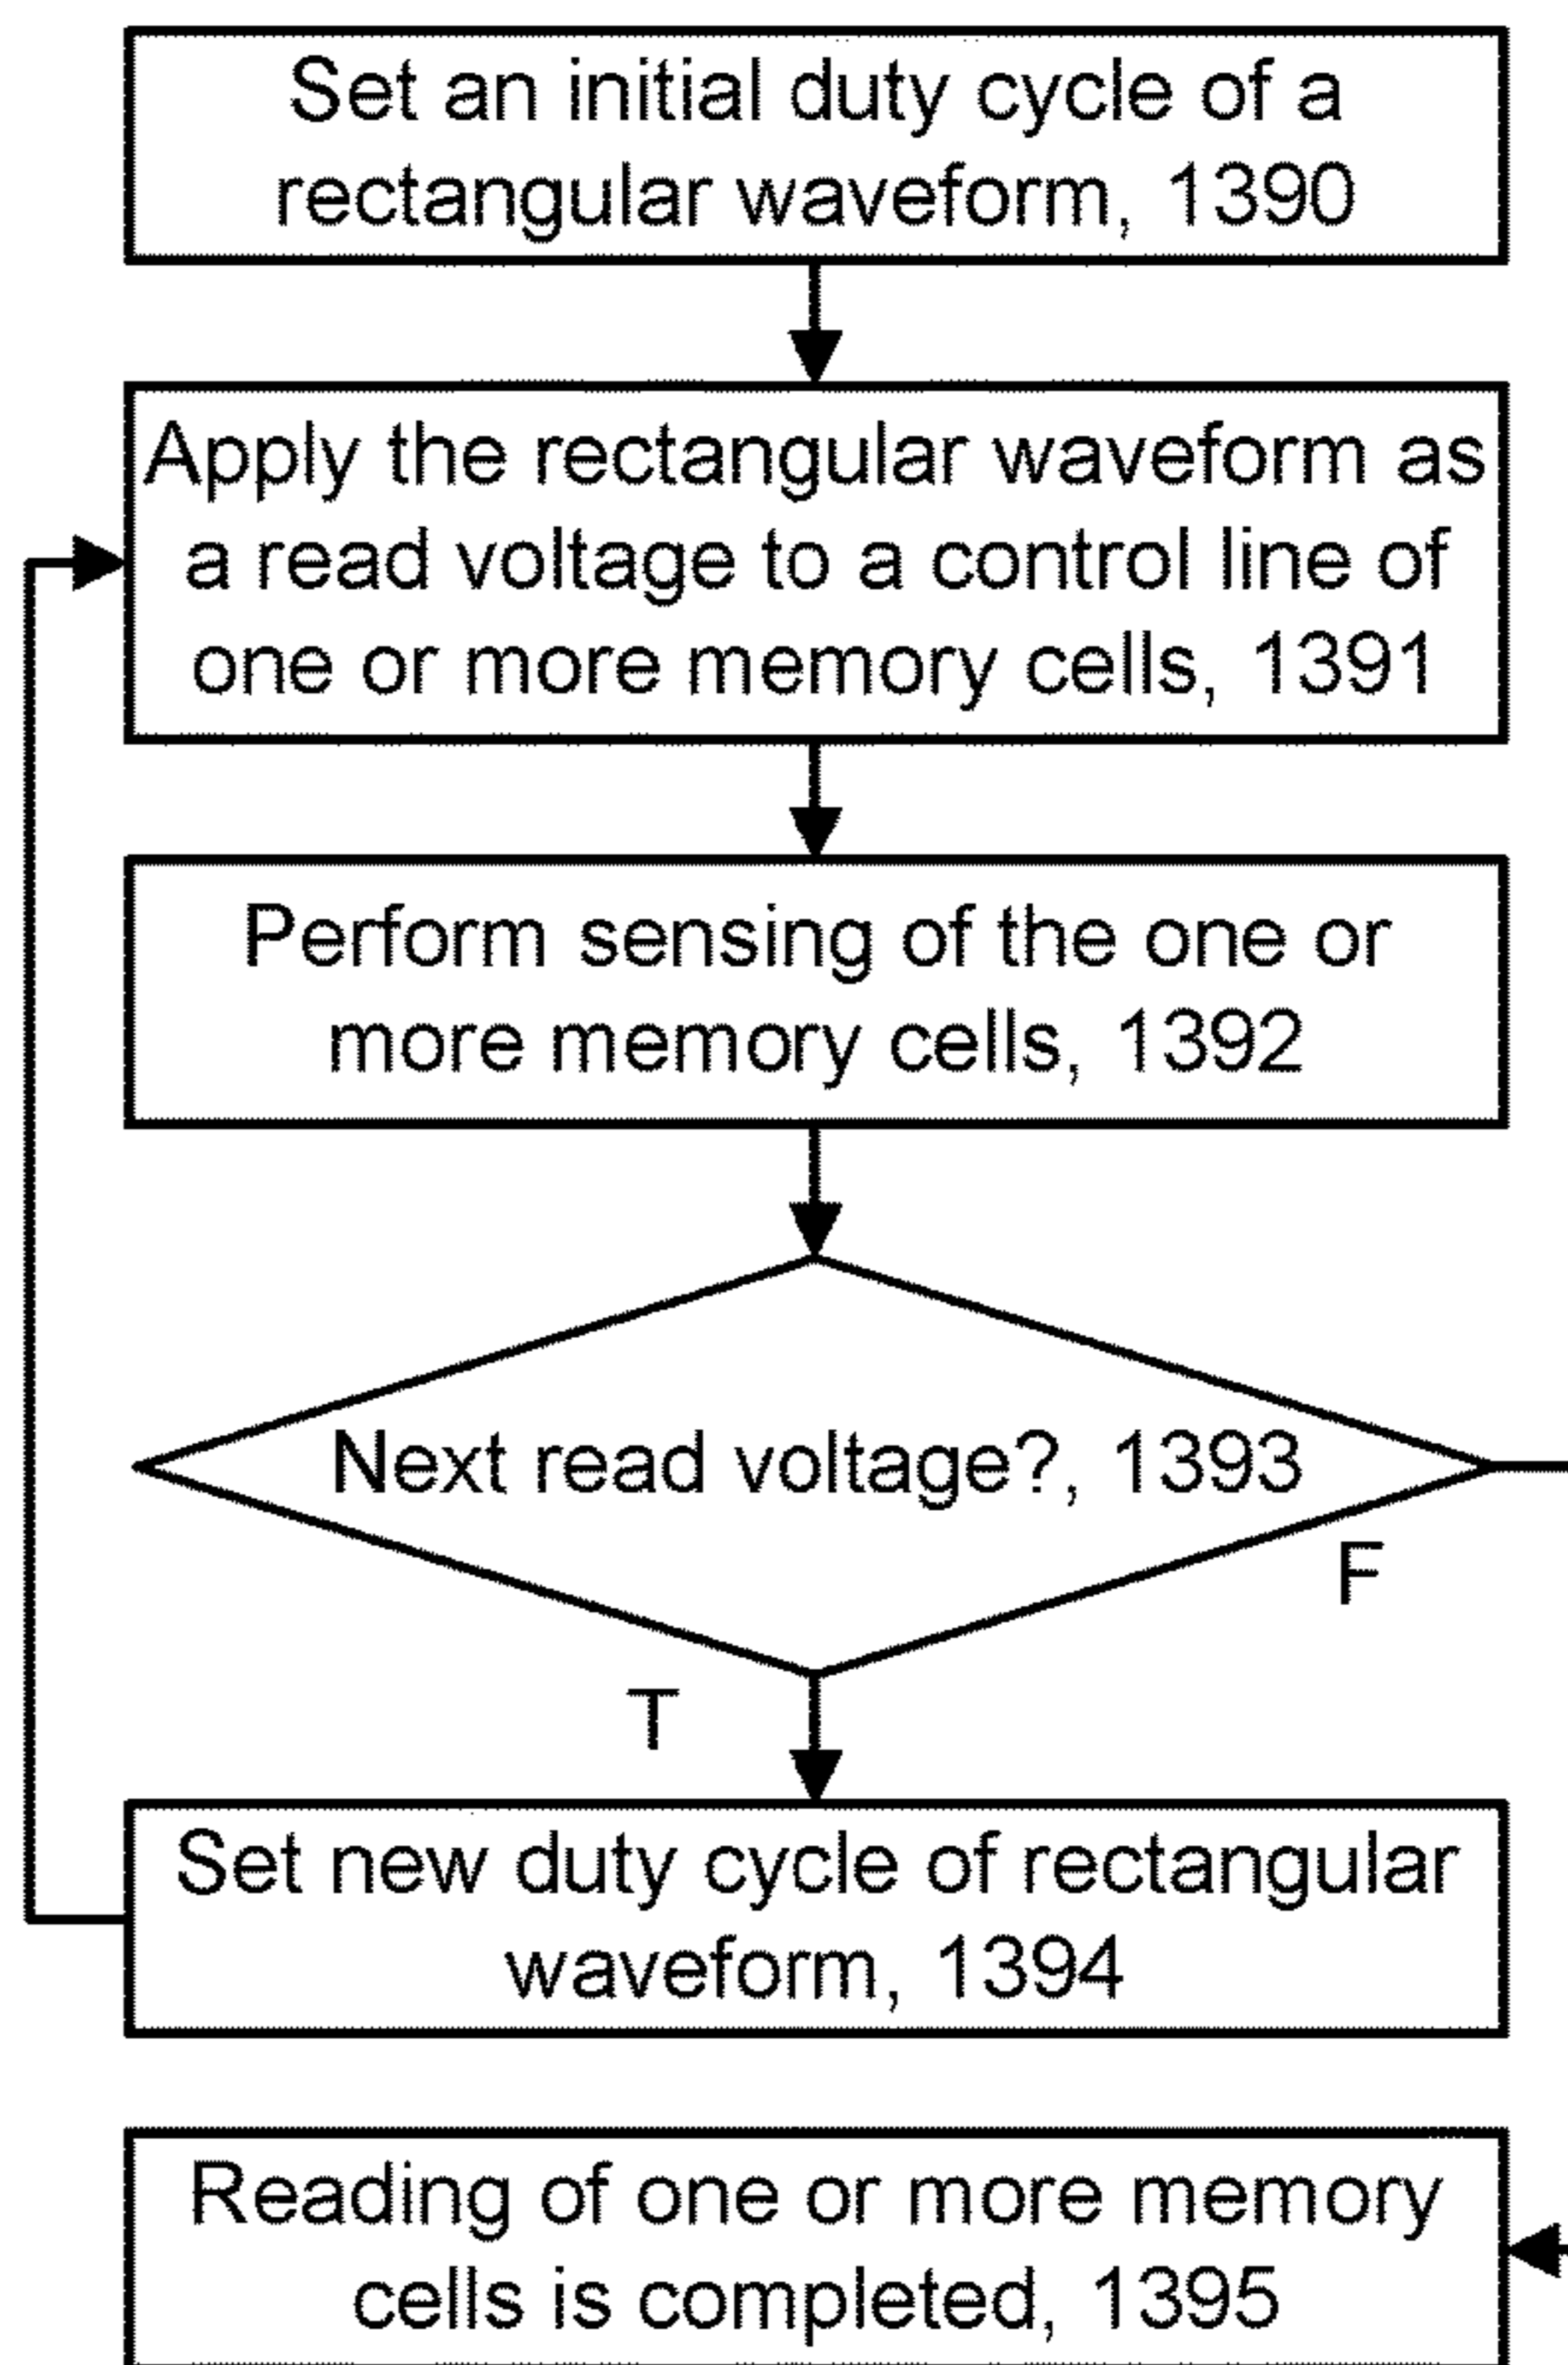 Set an initial duty cycle of a
rectangular waveform, 1390
Apply the rectangular waveform as
a read voltage to a control line of
one or more memory cells, 1391
Perform sensing of the one or
more memory cells, 1392
Next read voltage?, 1393
F
T
Set new duty cycle of rectangular
waveform, 1394
Reading of one or more memory
cells is completed, 1395